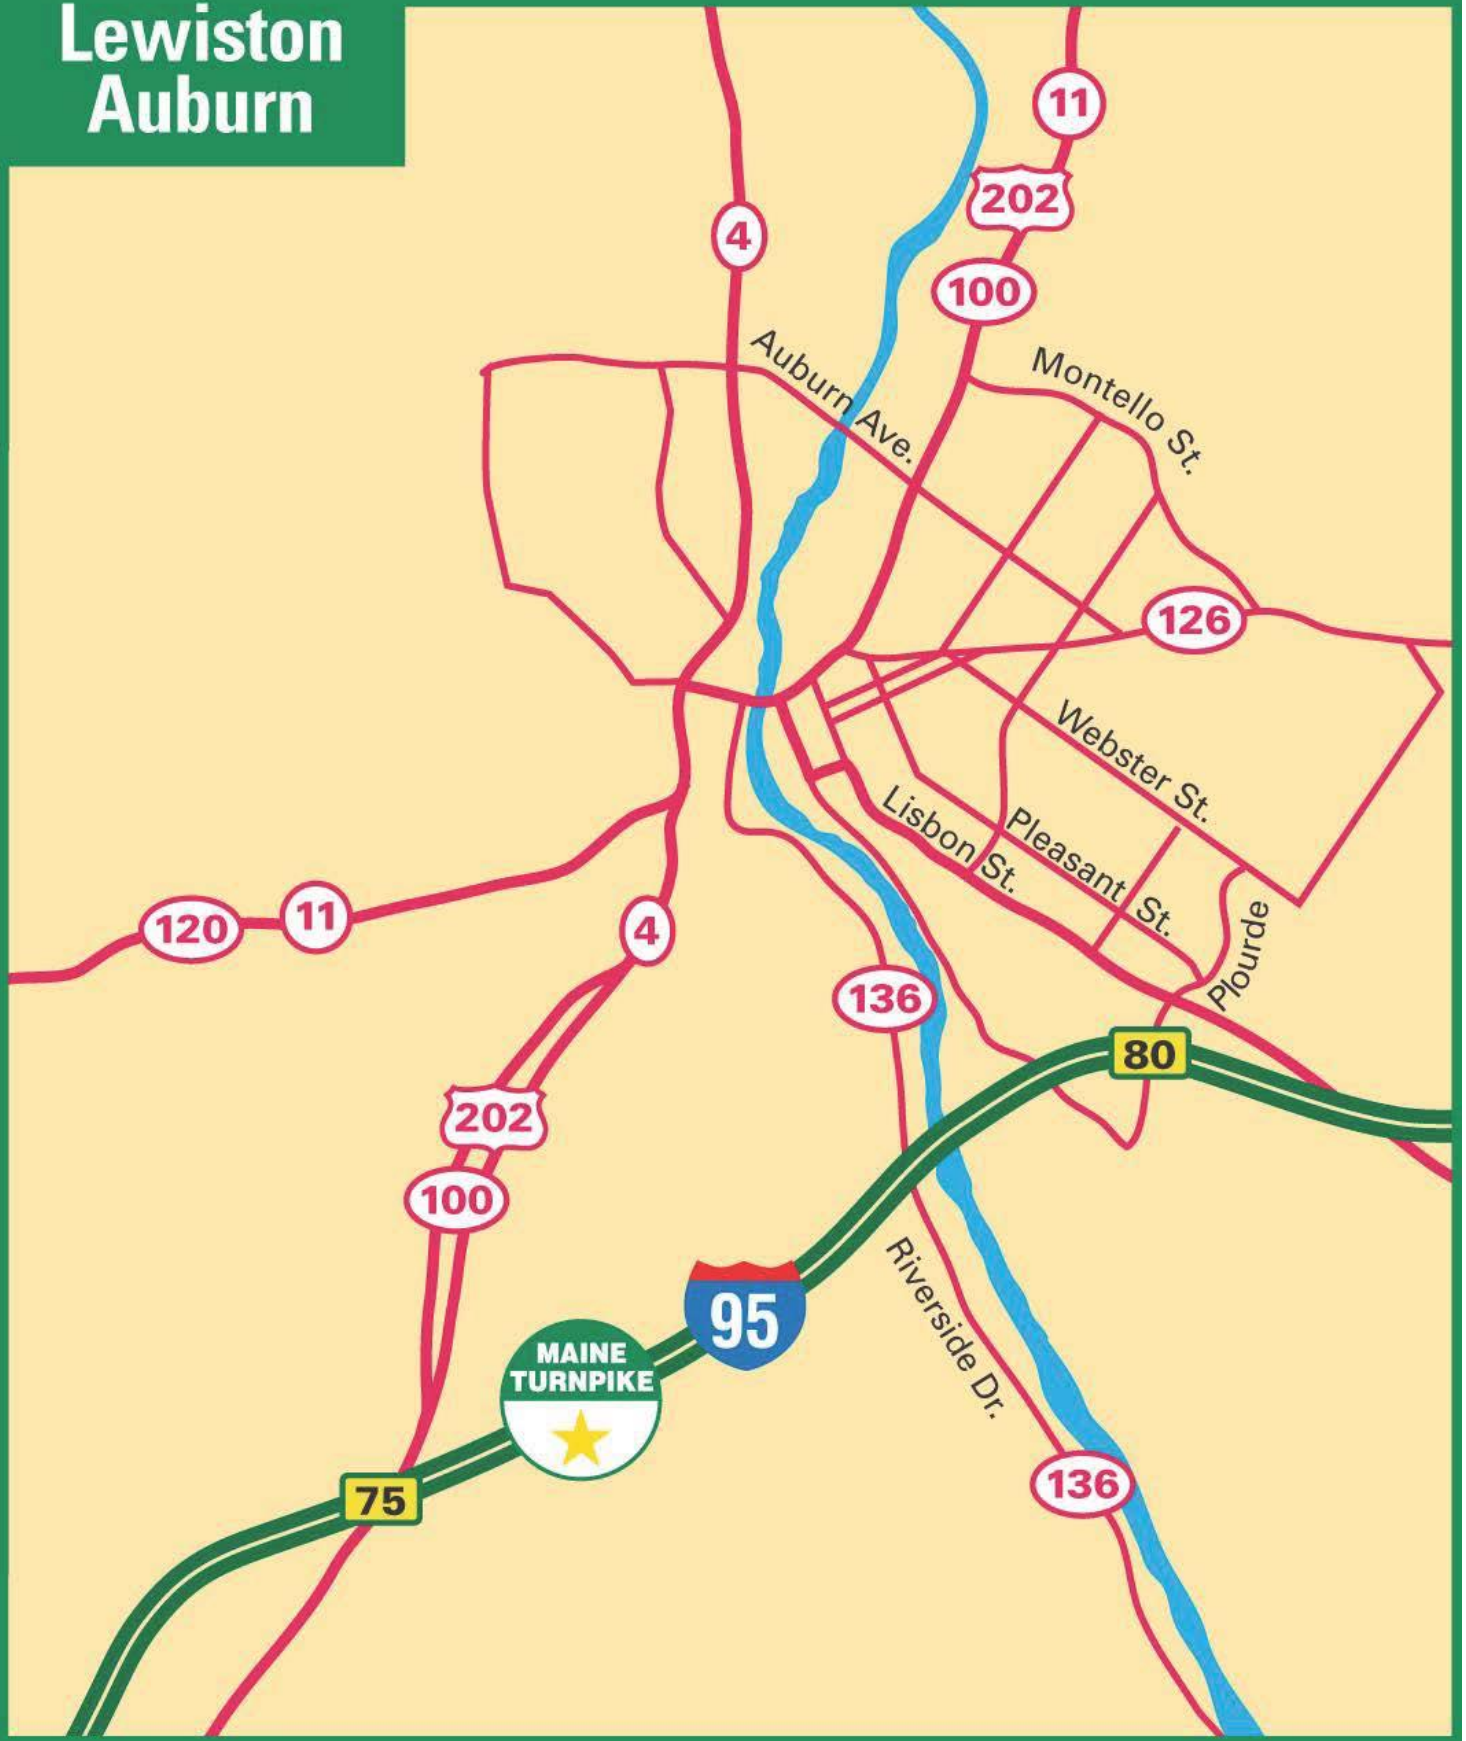 Lewiston
Auburn
11
202
4
100
Auburn Ave.
Montello St.
126
Webster St.
Lisbon St.
Pleasant St.
Plourde
120
11
4
136
80
202
100
95
Riverside Dr.
MAINE
TURNPIKE
75
136